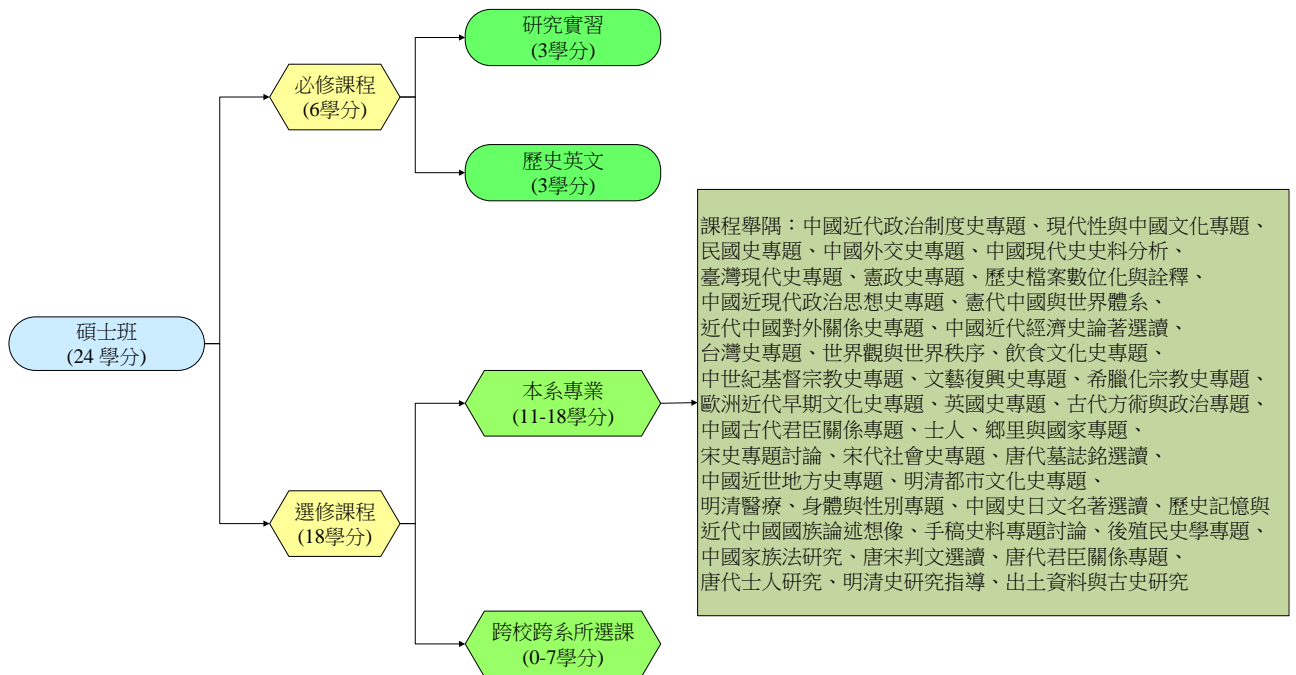 研究實習
(3學分)
必修課程
(6學分)
歷史英文
(3學分)
碩士班
(24 學分)
本系專業
(11-18學分)
課程舉隅：中國近代政治制度史專題、現代性與中國文化專題、
民國史專題、中國外交史專題、中國現代史史料分析、
臺灣現代史專題、憲政史專題、歷史檔案數位化與詮釋、
中國近現代政治思想史專題、憲代中國與世界體系、
近代中國對外關係史專題、中國近代經濟史論著選讀、
台灣史專題、世界觀與世界秩序、飲食文化史專題、
中世紀基督宗教史專題、文藝復興史專題、希臘化宗教史專題、
歐洲近代早期文化史專題、英國史專題、古代方術與政治專題、
中國古代君臣關係專題、士人、鄉里與國家專題、
宋史專題討論、宋代社會史專題、唐代墓誌銘選讀、
中國近世地方史專題、明清都市文化史專題、
明清醫療、身體與性別專題、中國史日文名著選讀、歷史記憶與
近代中國國族論述想像、手稿史料專題討論、後殖民史學專題、
中國家族法研究、唐宋判文選讀、唐代君臣關係專題、
唐代士人研究、明清史研究指導、出土資料與古史研究
選修課程
(18學分)
跨校跨系所選課
(0-7學分)